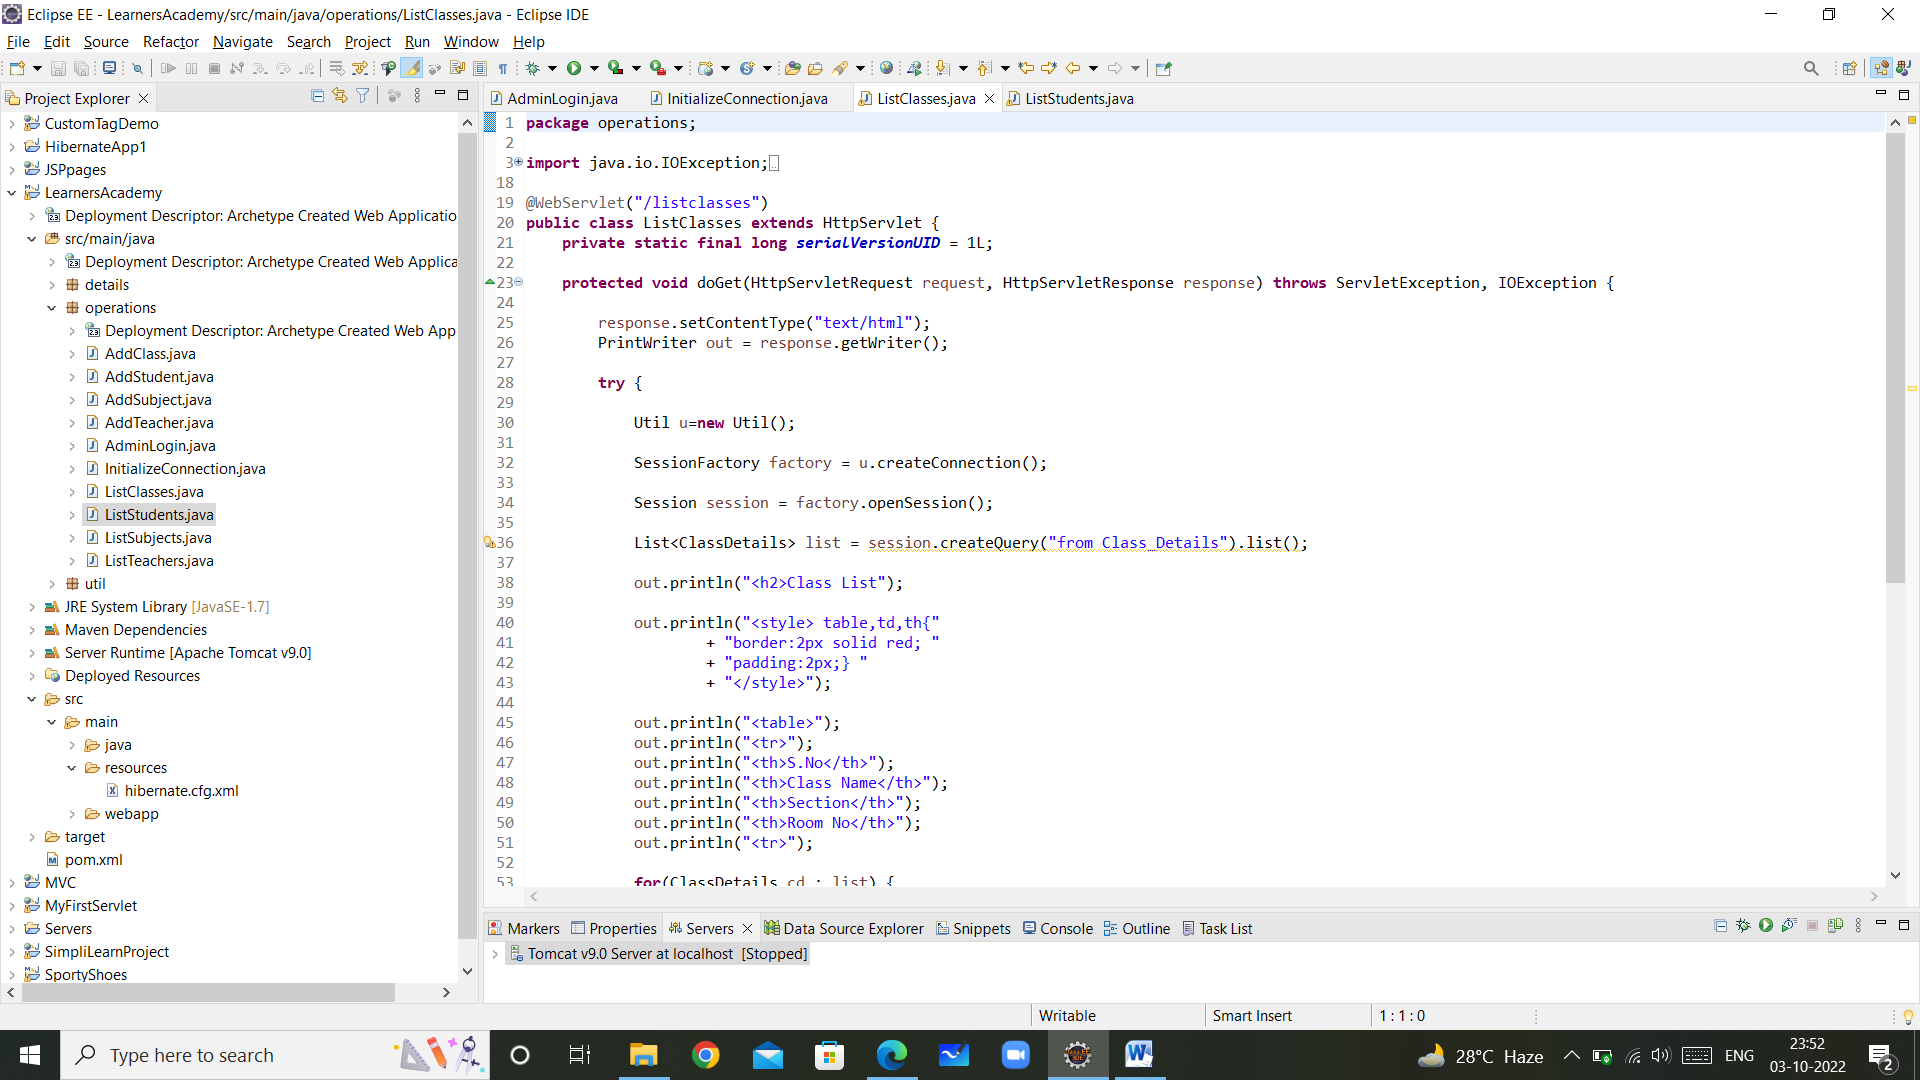 Eclipse EE - LearnersAcademy/src/main/java/operations/ListClasses.java - Eclipse IDE
File Edit Source Refactor Navigate Search Project Run Window Help
Project Explorer
CustomTagDemo
HibernateApp1
JSPpages
LearnersAcademy
Deployment Descriptor: Archetype Created Web Applicatio
src/main/java
Deployment Descriptor: Archetype Created Web Applica
details
operations
Deployment Descriptor: Archetype Created Web App
AddClass.java
AddStudent.java
AddSubject.java
AddTeacher.java
AdminLogin.java
InitializeConnection.java
ListClasses.java
ListStudents.java
ListSubjects.java
ListTeachers.java
util
JRE System Library [JavaSE-1.7]
Maven Dependencies
Server Runtime [Apache Tomcat v9.0]
Deployed Resources
src
main
java
resources
hibernate.cfg.xml
webapp
target
pom.xml
MVC
MyFirstServlet
Servers
SimpliLearnProject
SportyShoes
AdminLogin.java InitializeConnection.java ListClasses.java ListStudents.java
1 package operations;
2
3 import java.io.IOException;
18
19 @WebServlet("/listclasses")
20 public class ListClasses extends HttpServlet {
21 private static final long serialVersionUID = 1L;
22
23 protected void doGet(HttpServletRequest request, HttpServletResponse response) throws ServletException, IOException {
24
25 response.setContentType("text/html");
26 PrintWriter out = response.getWriter();
27
28 try {
29
30 Util u=new Util();
31
32 SessionFactory factory = u.createConnection();
33
34 Session session = factory.openSession();
35
36 List<ClassDetails> list = session.createQuery("from Class_Details").list();
37
38 out.println("<h2>Class List");
39
40 out.println("<style> table,td,th{"
41 + "border:2px solid red; "
42 + "padding:2px;} "
43 + "</style>");
44
45 out.println("<table>");
46 out.println("<tr>");
47 out.println("<th>S.No</th>");
48 out.println("<th>Class Name</th>");
49 out.println("<th>Section</th>");
50 out.println("<th>Room No</th>");
51 out.println("<tr>");
52
53 for(ClassDetails cd : list) {
Markers Properties Servers Data Source Explorer Snippets Console Outline Task List
Tomcat v9.0 Server at localhost [Stopped]
Writable Smart Insert 1 : 1 : 0
Type here to search
28°C Haze
ENG
23:52
03-10-2022
2